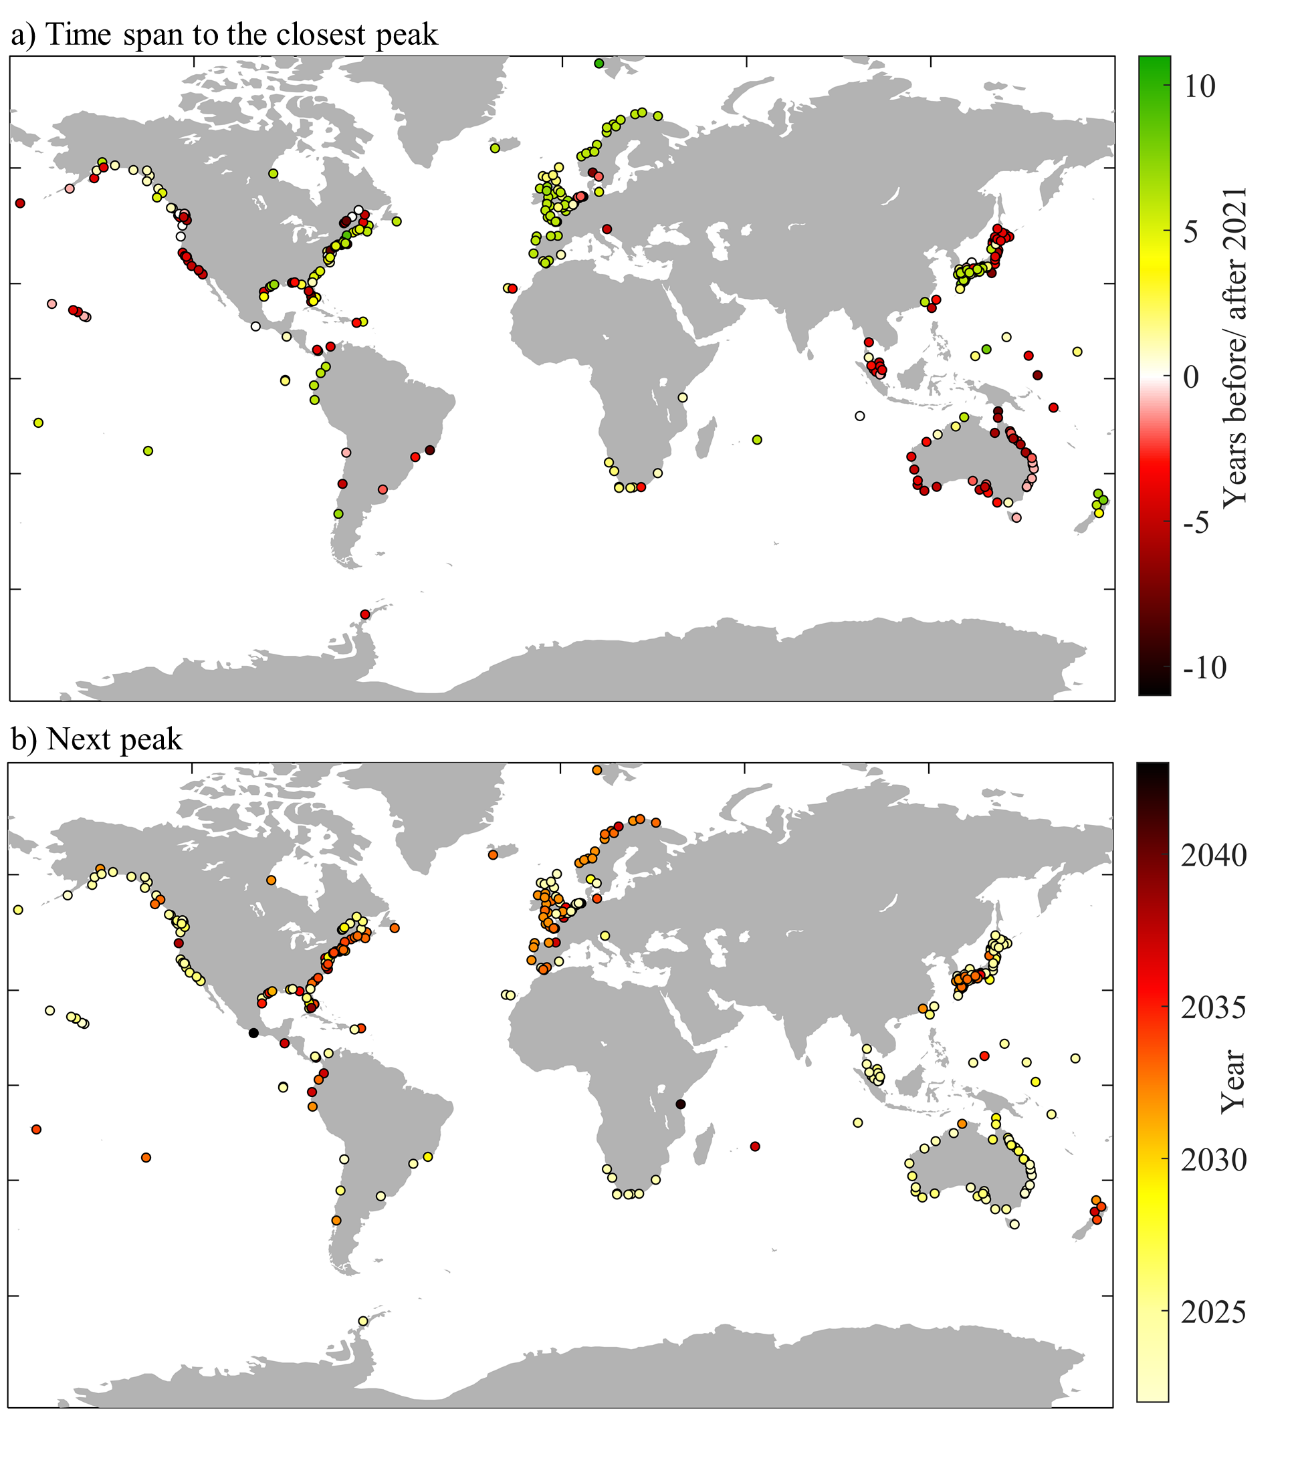 a) Time span to the closest peak
10
5
0
-5
-10
Years before/ after 2021
b) Next peak
2040
2035
2030
2025
Year